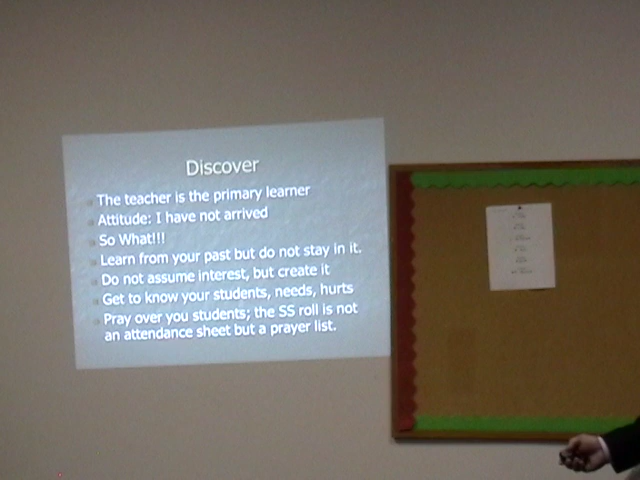 Discover
The teacher is the primary learner
Attitude: I have not arrived
So What!!!
Learn from your past but do not stay in it.
Do not assume interest, but create it
Get to know your students, needs, hurts
Pray over you students; the SS roll is not
an attendance sheet but a prayer list.